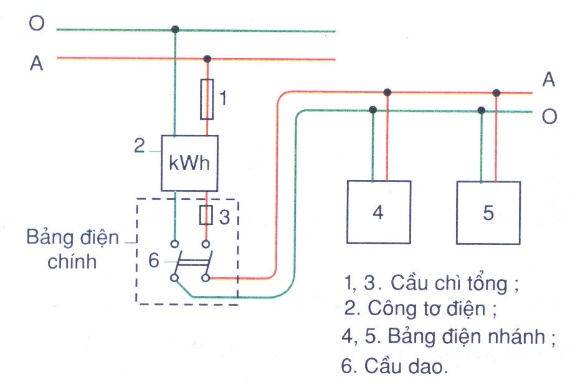 O
A
1
2
kWh
3
Bảng điện
chính
6
A
O
4
5
1, 3. Cầu chì tổng ;
2. Công tơ điện ;
4, 5. Bảng điện nhánh ;
6. Cầu dao.